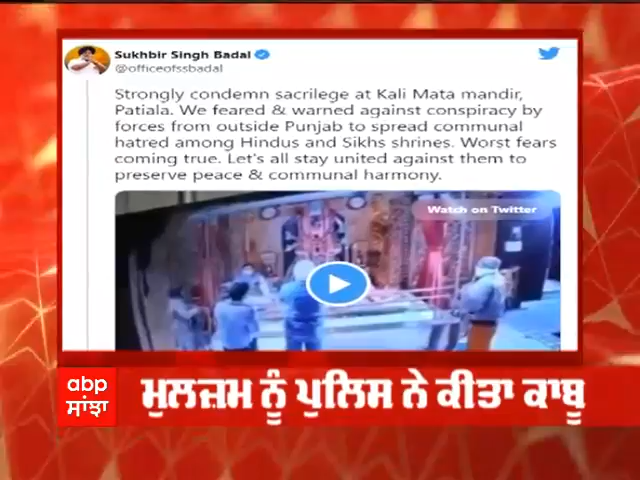 Sukhbir Singh Badal
@officeofssbadal
Strongly condemn sacrilege at Kali Mata mandir,
Patiala. We feared & warned against conspiracy by
forces from outside Punjab to spread communal
hatred among Hindus and Sikhs shrines. Worst fears
coming true. Let's all stay united against them to
preserve peace & communal harmony.
Watch on Twitter
abp
ਸਾਂਝਾ
ਮੁਲਜ਼ਮ ਨੂੰ ਪੁਲਿਸ ਨੇ ਕੀਤਾ ਕਾਬੂ